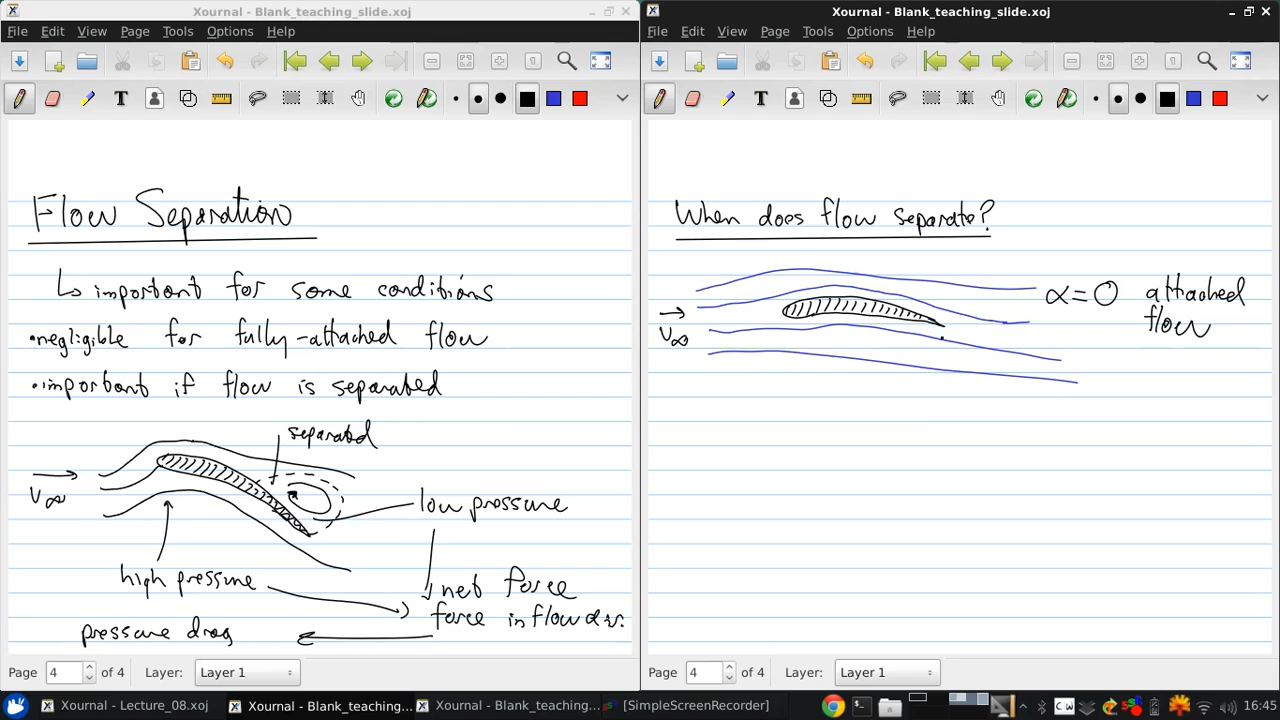 Xournal - Blank_teaching_slide.xoj
File Edit View Page Tools Options Help
Flow Separation
↳ important for some conditions
•negligible for fully-attached flow
•important if flow is separated
separated
V∞
low pressure
high pressure
net force
force in flow dir.
pressure drag
Page 4 of 4 Layer: Layer 1
Xournal - Blank_teaching_slide.xoj
File Edit View Page Tools Options Help
When does flow separate?
V∞
α=0 attached
flow
Page 4 of 4 Layer: Layer 1
Xournal - Lecture_08.xoj
Xournal - Blank_teaching...
Xournal - Blank_teaching...
[SimpleScreenRecorder]
16:45